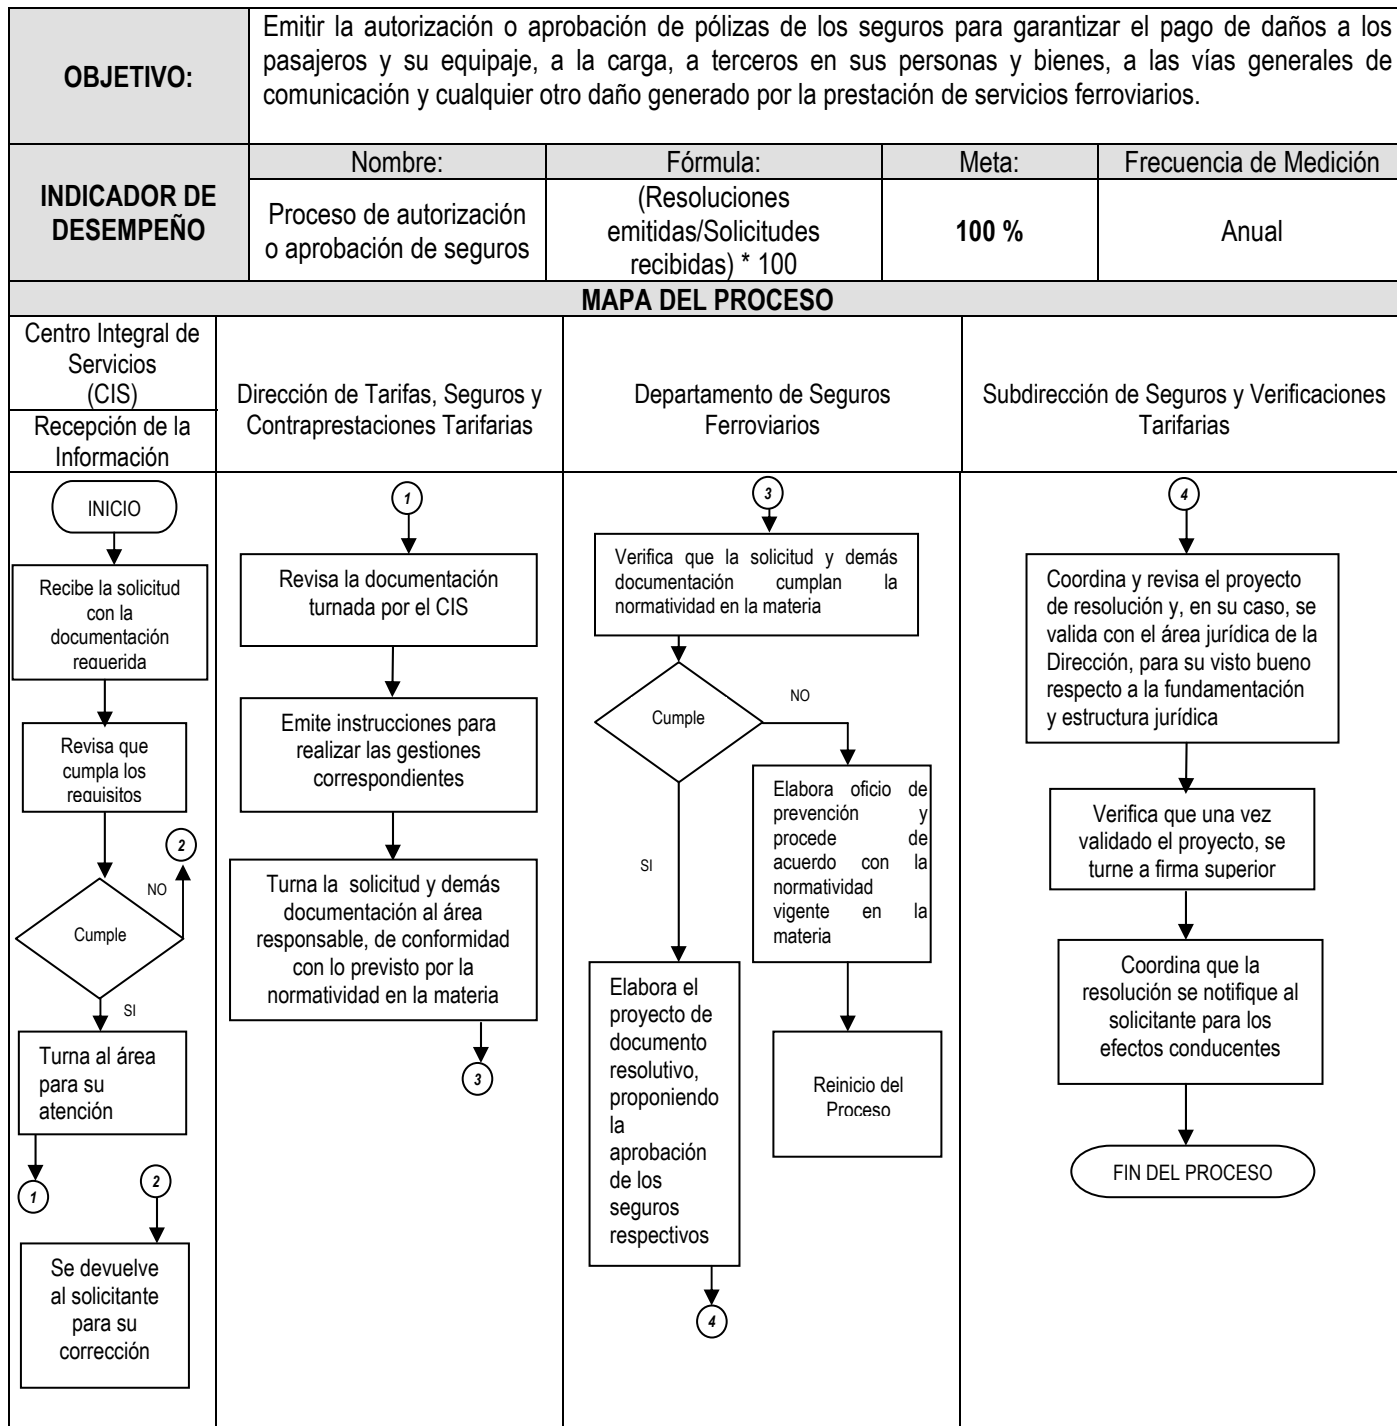 OBJETIVO:
Emitir la autorización o aprobación de pólizas de los seguros para garantizar el pago de daños a los
pasajeros y su equipaje, a la carga, a terceros en sus personas y bienes, a las vías generales de
comunicación y cualquier otro daño generado por la prestación de servicios ferroviarios.
INDICADOR DE
DESEMPEÑO
Nombre:
Fórmula:
Meta:
Frecuencia de Medición
Proceso de autorización
o aprobación de seguros
(Resoluciones
emitidas/Solicitudes
recibidas) * 100
100 %
Anual
MAPA DEL PROCESO
Centro Integral de
Servicios
(CIS)
Recepción de la
Información
Dirección de Tarifas, Seguros y
Contraprestaciones Tarifarias
Departamento de Seguros
Ferroviarios
Subdirección de Seguros y Verificaciones
Tarifarias
INICIO
Recibe la solicitud
con la
documentación
requerida
Revisa que
cumpla los
requisitos
2
NO
Cumple
SI
Turna al área
para su
atención
1
2
Se devuelve
al solicitante
para su
corrección
1
Revisa la documentación
turnada por el CIS
Emite instrucciones para
realizar las gestiones
correspondientes
Turna la solicitud y demás
documentación al área
responsable, de conformidad
con lo previsto por la
normatividad en la materia
3
3
Verifica que la solicitud y demás
documentación cumplan la
normatividad en la materia
Cumple
NO
SI
Elabora oficio de
prevención y
procede de
acuerdo con la
normatividad
vigente en la
materia
Reinicio del
Proceso
Elabora el
proyecto de
documento
resolutivo,
proponiendo
la
aprobación
de los
seguros
respectivos
4
4
Coordina y revisa el proyecto
de resolución y, en su caso, se
valida con el área jurídica de la
Dirección, para su visto bueno
respecto a la fundamentación
y estructura jurídica
Verifica que una vez
validado el proyecto, se
turne a firma superior
Coordina que la
resolución se notifique al
solicitante para los
efectos conducentes
FIN DEL PROCESO